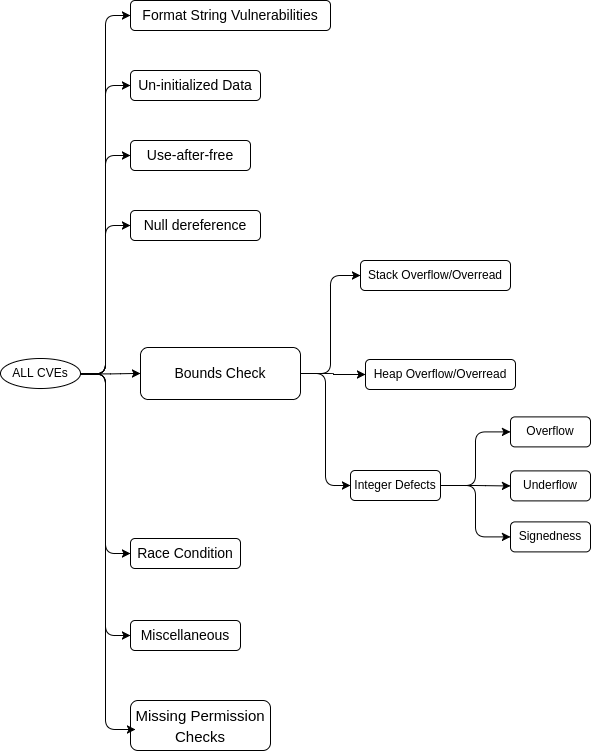 Format String Vulnerabilities
Un-initialized Data
Use-after-free
Null dereference
Stack Overflow/Overread
ALL CVEs
Bounds Check
Heap Overflow/Overread
Overflow
Integer Defects
Underflow
Signedness
Race Condition
Miscellaneous
Missing Permission
Checks